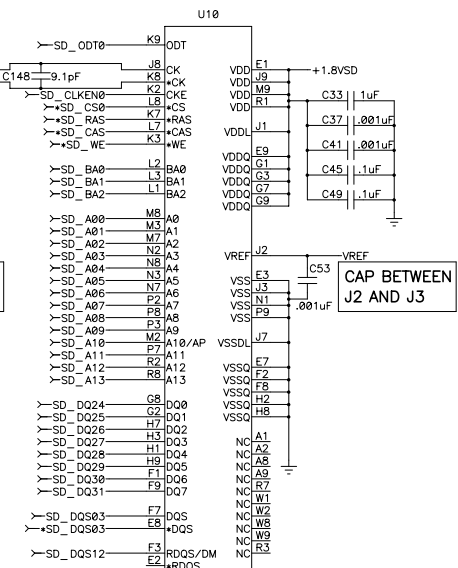 U10
SD_ODT0 K9 ODT
C148 9.1pF
J8 CK
K8 *CK
SD_CLKEN0 K2 CKE
*SD_CS0 L8 *CS
*SD_RAS K7 *RAS
*SD_CAS L7 *CAS
*SD_WE K3 *WE
SD_BA0 L2 BA0
SD_BA1 L3 BA1
SD_BA2 L1 BA2
SD_A00 M8 A0
SD_A01 M3 A1
SD_A02 M7 A2
SD_A03 N2 A3
SD_A04 N8 A4
SD_A05 N3 A5
SD_A06 N7 A6
SD_A07 P2 A7
SD_A08 P8 A8
SD_A09 P3 A9
SD_A10 M2 A10/AP
SD_A11 P7 A11
SD_A12 R2 A12
SD_A13 R8 A13
SD_DQ24 G8 DQ0
SD_DQ25 G2 DQ1
SD_DQ26 H7 DQ2
SD_DQ27 H3 DQ3
SD_DQ28 H1 DQ4
SD_DQ29 H9 DQ5
SD_DQ30 F1 DQ6
SD_DQ31 F9 DQ7
SD_DQS03 F7 DQS
*SD_DQS03 E8 *DQS
SD_DQS12 F3 RDQS/DM
E2 *RDQS
VDD E1 +1.8VSD
VDD J9
VDD M9
VDD R1
VDDL J1
VDDQ E9
VDDQ G1
VDDQ G3
VDDQ G7
VDDQ G9
C33 1uF
C37 .001uF
C41 .001uF
C45 .1uF
C49 .1uF
VREF J2 VREF
C53
.001uF
CAP BETWEEN
J2 AND J3
VSS E3
VSS J3
VSS N1
VSS P9
VSSDL J7
VSSQ E7
VSSQ F2
VSSQ F8
VSSQ H2
VSSQ H8
NC A1
NC A2
NC A8
NC A9
NC R7
NC W1
NC W2
NC W8
NC W9
NC R3